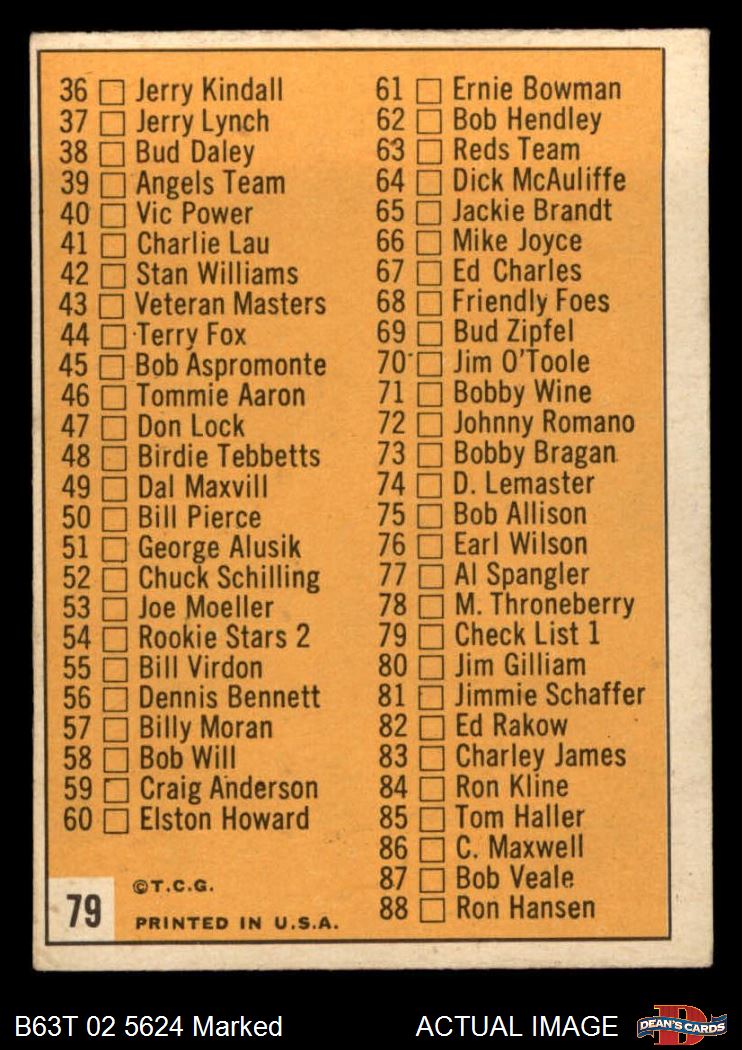 36 Jerry Kindall
37 Jerry Lynch
38 Bud Daley
39 Angels Team
40 Vic Power
41 Charlie Lau
42 Stan Williams
43 Veteran Masters
44 Terry Fox
45 Bob Aspromonte
46 Tommie Aaron
47 Don Lock
48 Birdie Tebbetts
49 Dal Maxvill
50 Bill Pierce
51 George Alusik
52 Chuck Schilling
53 Joe Moeller
54 Rookie Stars 2
55 Bill Virdon
56 Dennis Bennett
57 Billy Moran
58 Bob Will
59 Craig Anderson
60 Elston Howard
61 Ernie Bowman
62 Bob Hendley
63 Reds Team
64 Dick McAuliffe
65 Jackie Brandt
66 Mike Joyce
67 Ed Charles
68 Friendly Foes
69 Bud Zipfel
70 Jim O'Toole
71 Bobby Wine
72 Johnny Romano
73 Bobby Bragan
74 D. Lemaster
75 Bob Allison
76 Earl Wilson
77 Al Spangler
78 M. Throneberry
79 Check List 1
80 Jim Gilliam
81 Jimmie Schaffer
82 Ed Rakow
83 Charley James
84 Ron Kline
85 Tom Haller
86 C. Maxwell
87 Bob Veale
88 Ron Hansen
79
©T.C.G.
PRINTED IN U.S.A.
B63T 02 5624 Marked
ACTUAL IMAGE
DEAN'S CARDS